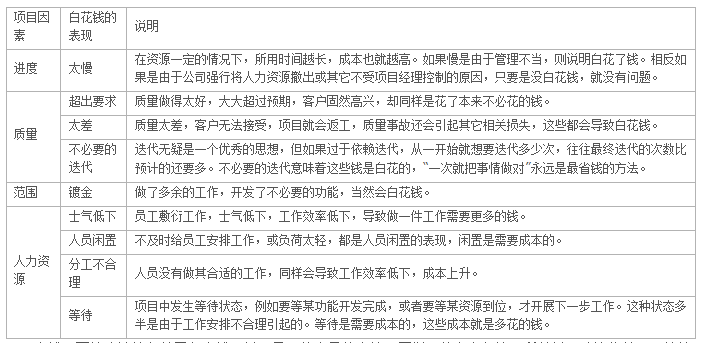 项目因素 白花钱的表现 说明
进度 太慢 在资源一定的情况下，所用时间越长，成本也就越高。如果慢是由于管理不当，则说明白花了钱。相反如
果是由于公司强行将人力资源撤出或其它不受项目经理控制的原因，只要是没白花钱，就没有问题。
质量 超出要求 质量做得太好，大大超过预期，客户固然高兴，却同样是花了本来不必花的钱。
太差 质量太差，客户无法接受，项目就会返工，质量事故还会引起其它相关损失，这些都会导致白花钱。
不必要的迭代 迭代无疑是一个优秀的思想，但如果过于依赖迭代，从一开始就想要迭代多少次，往往最终迭代的次数比
预计的还要多。不必要的迭代意味着这些钱是白花的，“一次就把事情做对”永远是最省钱的方法。
范围 镀金 做了多余的工作，开发了不必要的功能，当然会白花钱。
人力资源 士气低下 员工敷衍工作，士气低下，工作效率低下，导致做一件工作需要更多的钱。
人员闲置 不及时给员工安排工作，或负荷太轻，都是人员闲置的表现，闲置是需要成本的。
分工不合理 人员没有做其合适的工作，同样会导致工作效率低下，成本上升。
等待 项目中发生等待状态，例如要等某功能开发完成，或者要等某资源到位，才开展下一步工作。这种状态多
半是由于工作安排不合理引起的。等待是需要成本的，这些成本就是多花的钱。